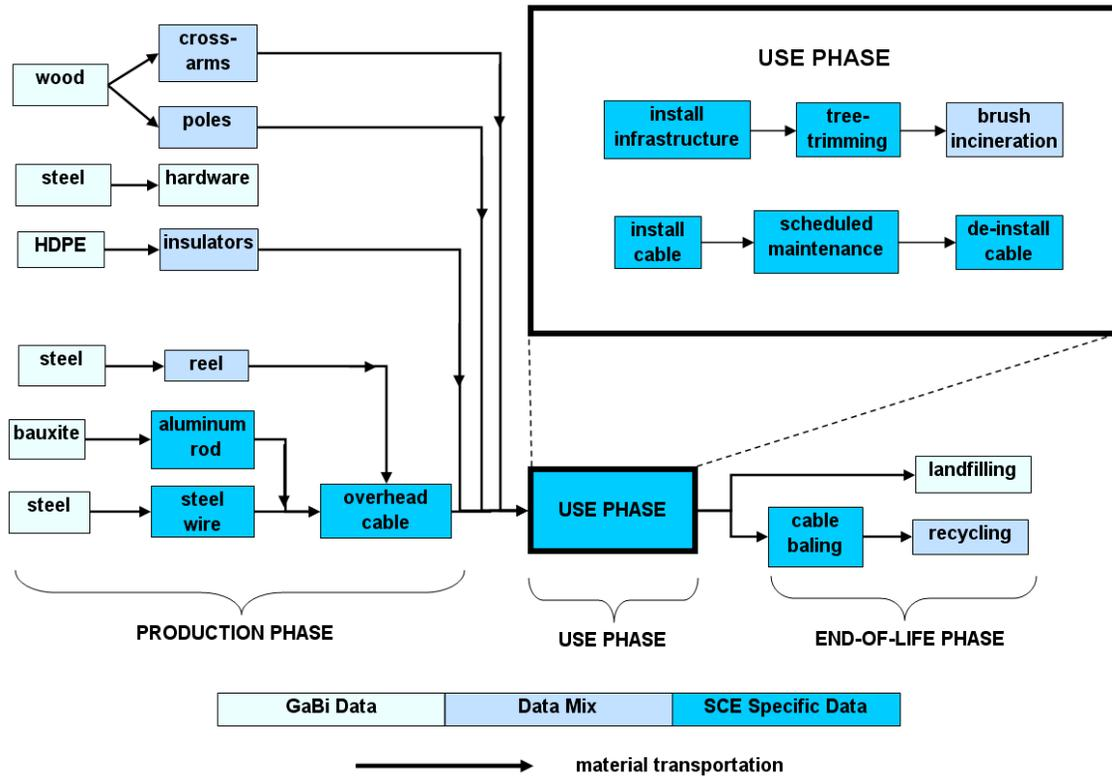 cross-
arms
wood
poles
steel
hardware
HDPE
insulators
steel
reel
bauxite
aluminum
rod
steel
steel
wire
overhead
cable
PRODUCTION PHASE
USE PHASE
install
infrastructure
tree-
trimming
brush
incineration
install
cable
scheduled
maintenance
de-install
cable
USE PHASE
USE PHASE
landfilling
cable
baling
recycling
END-OF-LIFE PHASE
GaBi Data
Data Mix
SCE Specific Data
material transportation